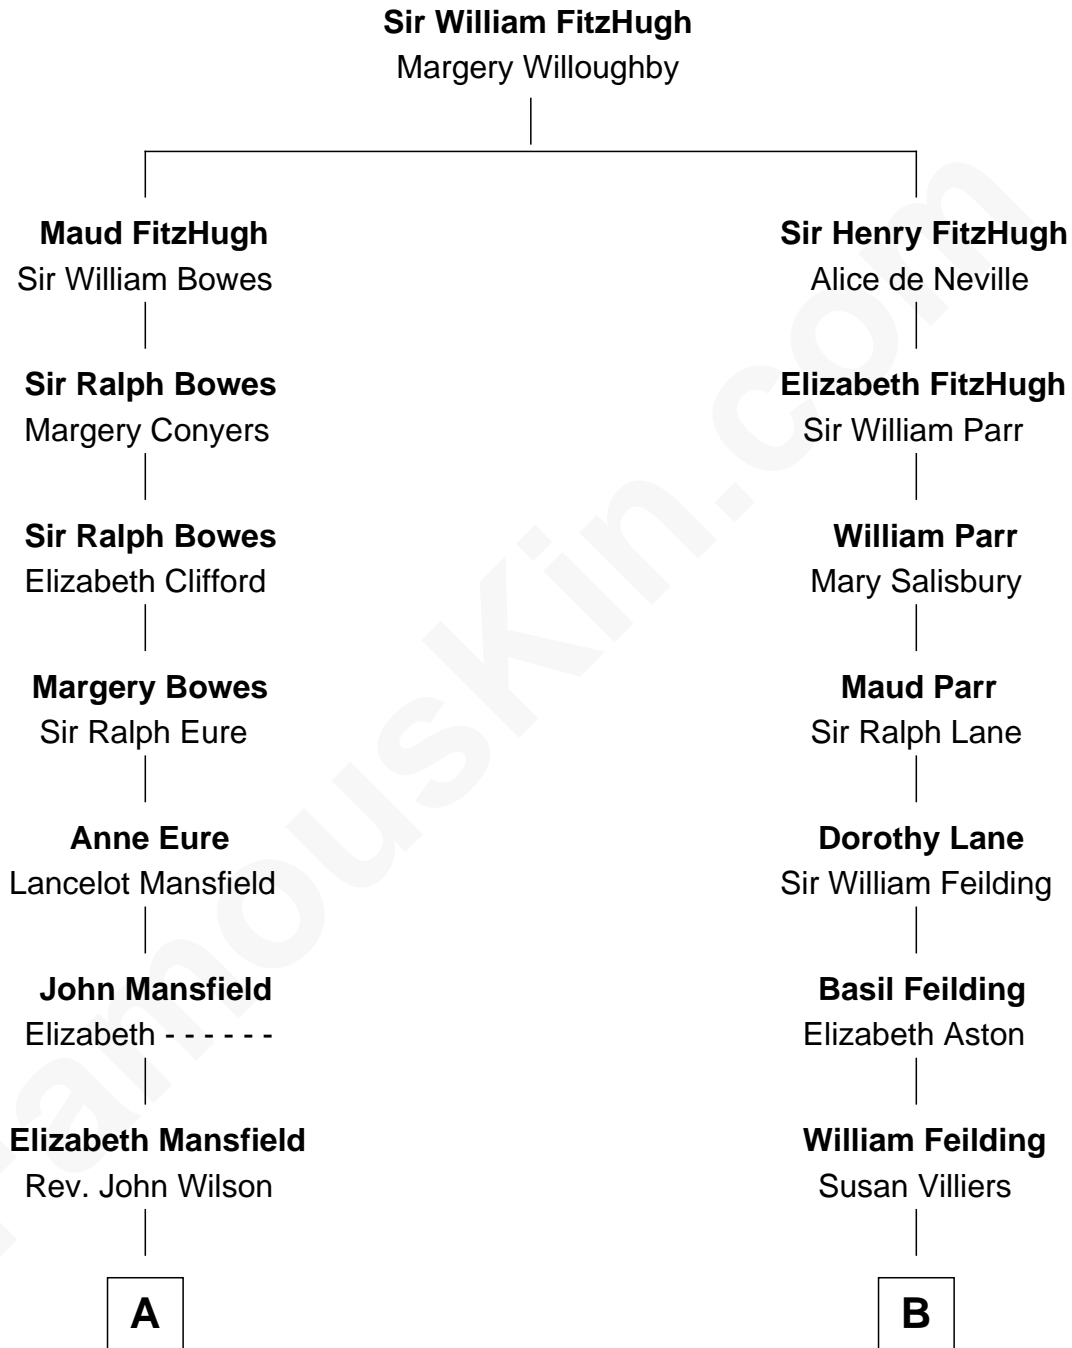 Sir William FitzHugh
Margery Willoughby
Maud FitzHugh
Sir William Bowes
Sir Henry FitzHugh
Alice de Neville
Sir Ralph Bowes
Margery Conyers
Elizabeth FitzHugh
Sir William Parr
Sir Ralph Bowes
Elizabeth Clifford
William Parr
Mary Salisbury
Margery Bowes
Sir Ralph Eure
Maud Parr
Sir Ralph Lane
Anne Eure
Lancelot Mansfield
Dorothy Lane
Sir William Feilding
John Mansfield
Elizabeth - - - - - -
Basil Feilding
Elizabeth Aston
Elizabeth Mansfield
Rev. John Wilson
William Feilding
Susan Villiers
A
B
FamousKin.com